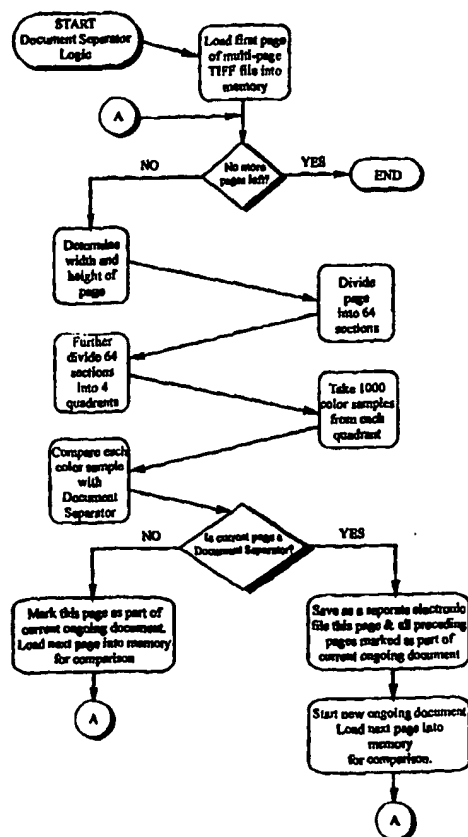 START
Document Separator
Logic
Load first page
of multi-page
TIFF file into
memory
A
No more
pages left?
NO
YES
END
Determine
width and
height of
page
Divide
page
into 64
sections
Further
divide 64
sections
into 4
quadrants
Take 1000
color samples
from each
quadrant
Compare each
color sample
with
Document
Separator
Is current page a
Document Separator?
NO
YES
Mark this page as part of
current ongoing document.
Load next page into memory
for comparison
A
Save as a separate electronic
file this page & all preceding
pages marked as part of
current ongoing document
Start new ongoing document.
Load next page into
memory
for comparison.
A